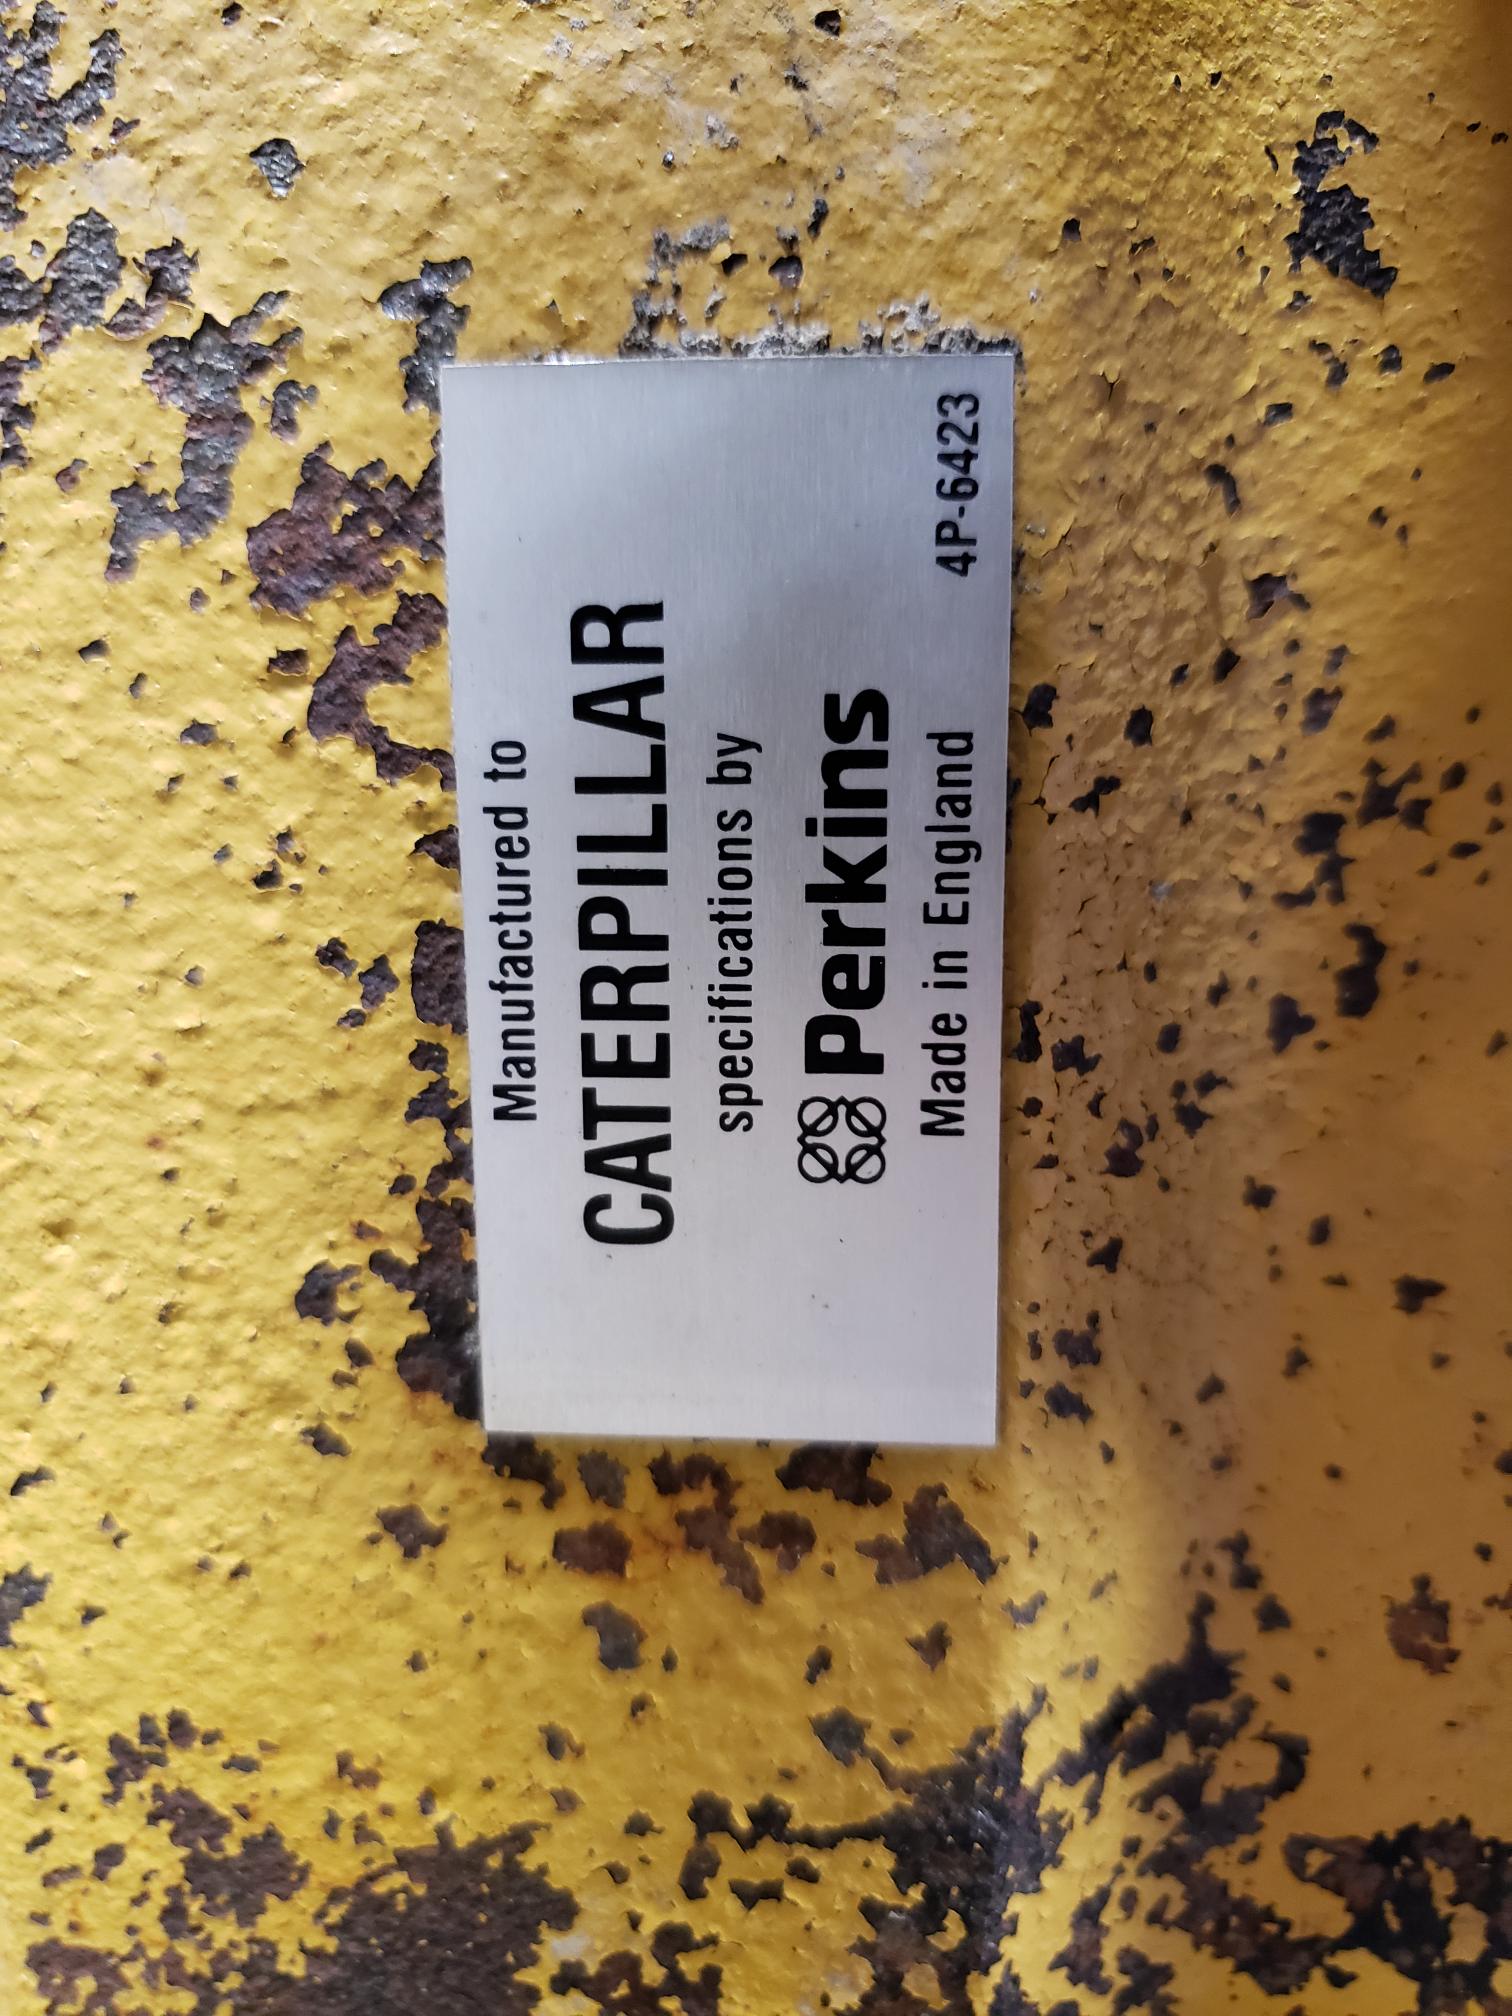 Manufactured to
CATERPILLAR
specifications by
Perkins
Made in England
4P-6423